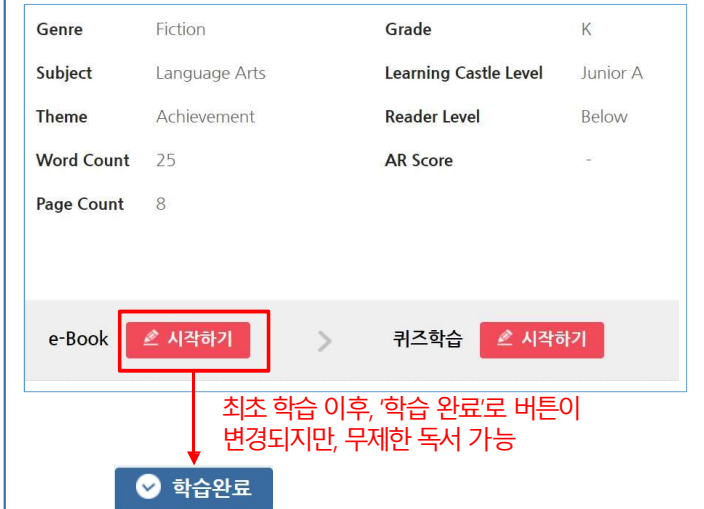 Genre Fiction Grade K
Subject Language Arts Learning Castle Level Junior A
Theme Achievement Reader Level Below
Word Count 25 AR Score -
Page Count 8
e-Book 시작하기 > 퀴즈학습 시작하기
최초 학습 이후, '학습 완료'로 버튼이
변경되지만, 무제한 독서 가능
학습완료